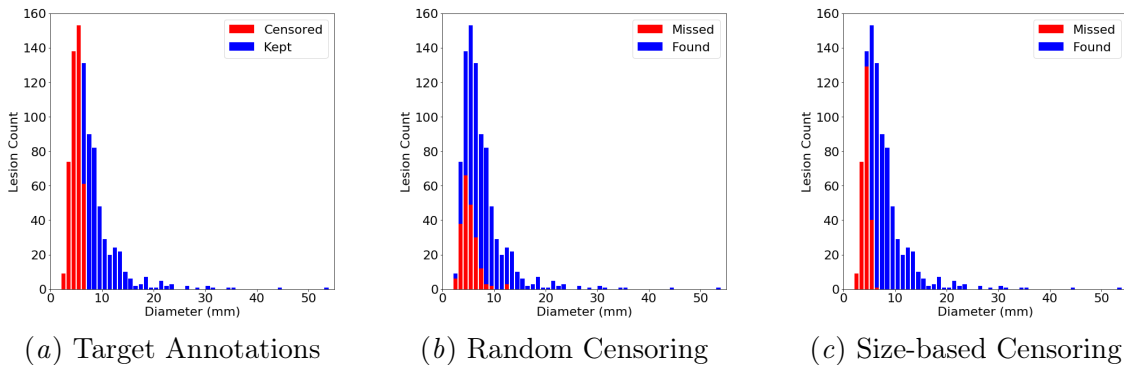 160
140
120
100
80
60
40
20
0
Lesion Count
Censored
Kept
0 10 20 30 40 50
Diameter (mm)
(a) Target Annotations
160
140
120
100
80
60
40
20
0
Lesion Count
Missed
Found
0 10 20 30 40 50
Diameter (mm)
(b) Random Censoring
160
140
120
100
80
60
40
20
0
Lesion Count
Missed
Found
0 10 20 30 40 50
Diameter (mm)
(c) Size-based Censoring